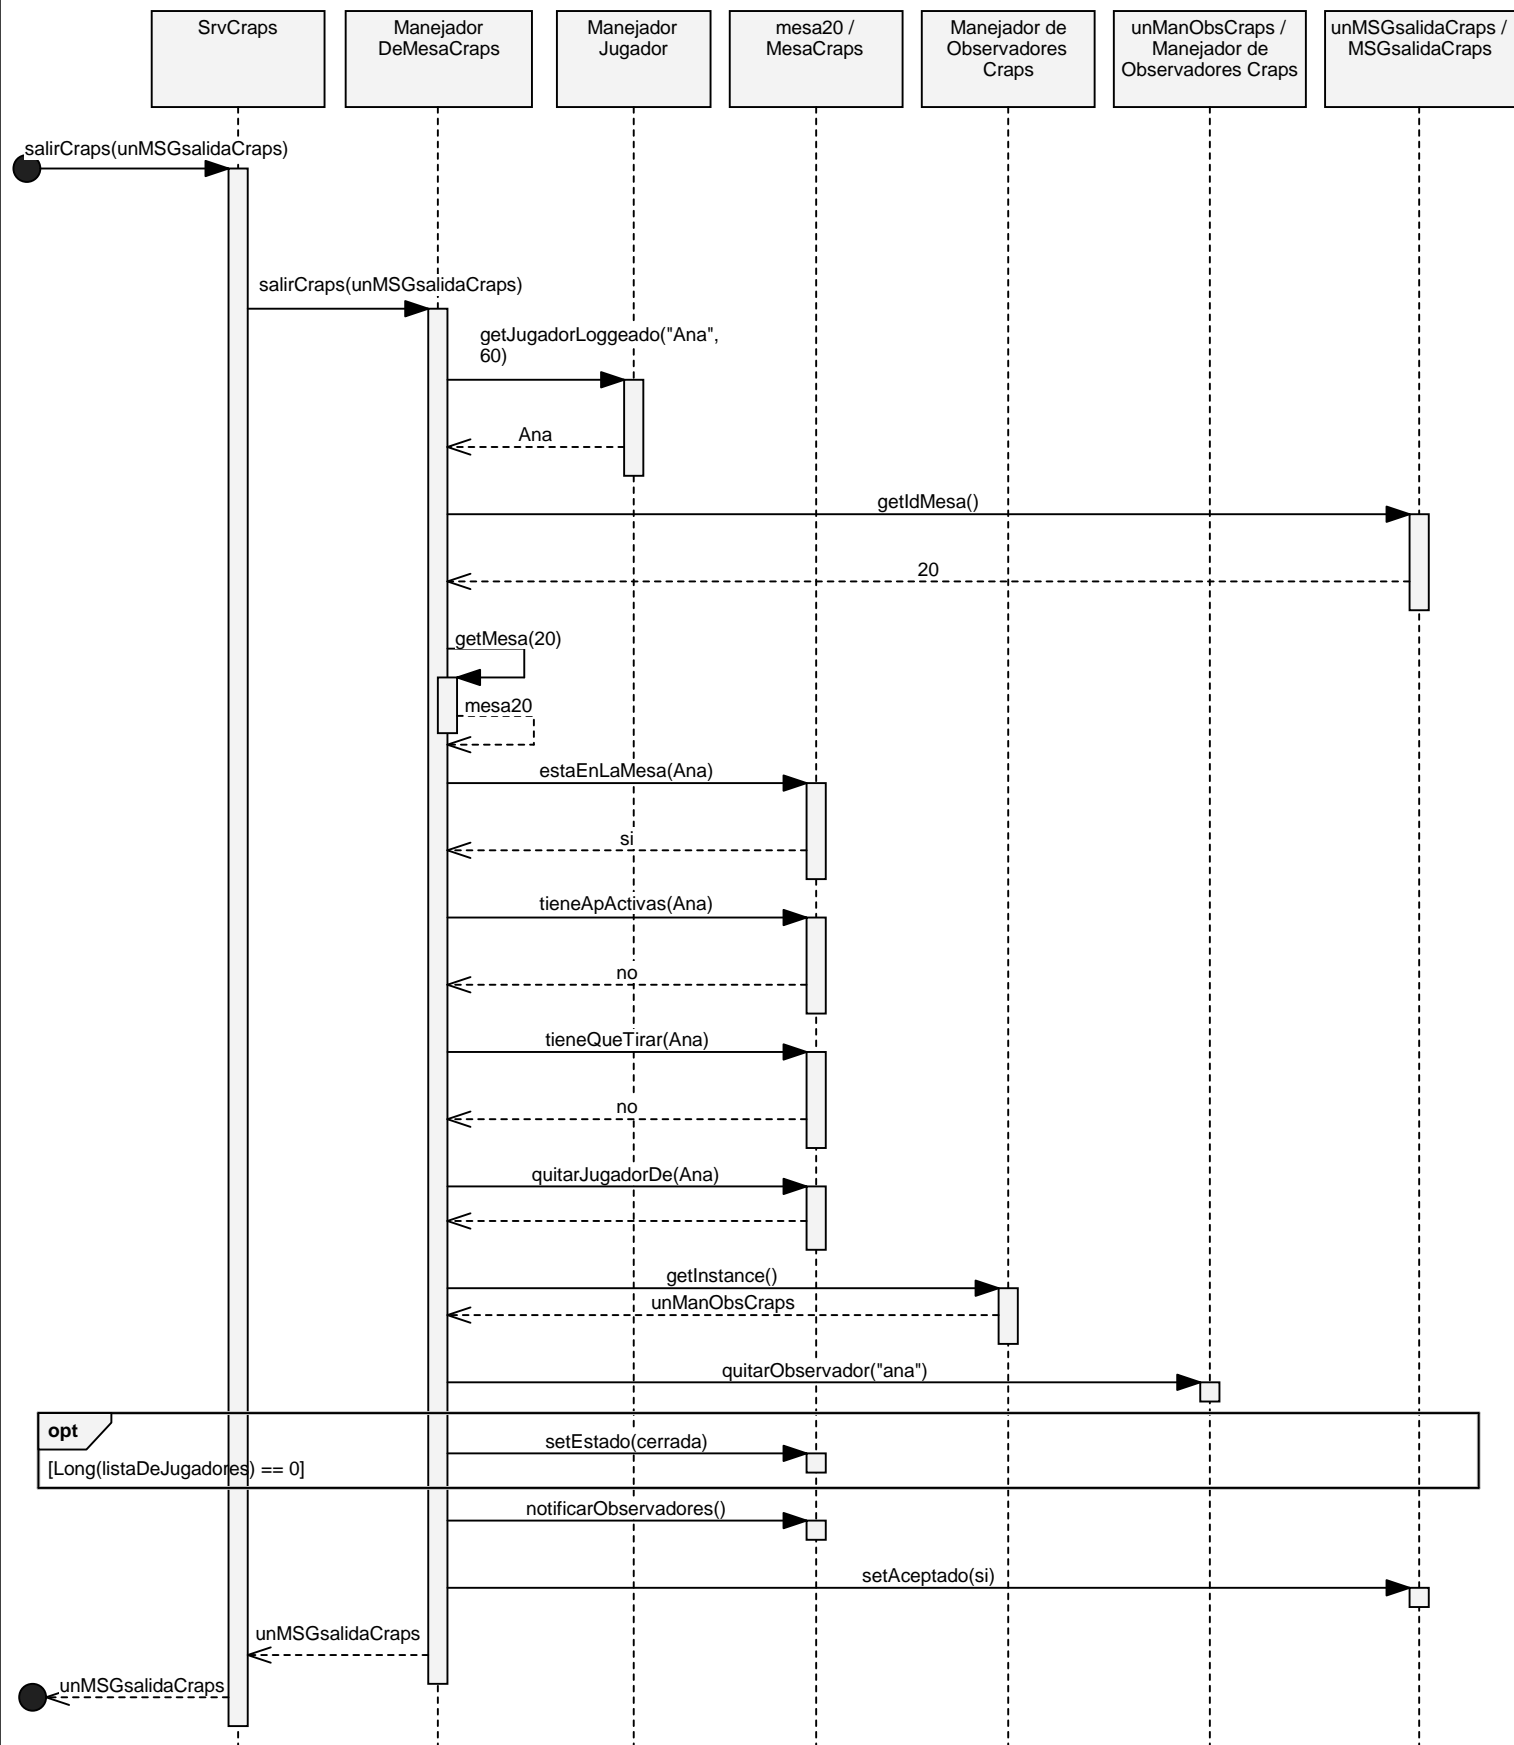 SrvCraps
Manejador
DeMesaCraps
Manejador
Jugador
mesa20 /
MesaCraps
Manejador de
Observadores
Craps
unManObsCraps /
Manejador de
Observadores Craps
unMSGsalidaCraps /
MSGsalidaCraps
salirCraps(unMSGsalidaCraps)
salirCraps(unMSGsalidaCraps)
getJugadorLoggeado("Ana",
60)
Ana
getIdMesa()
20
getMesa(20)
mesa20
estaEnLaMesa(Ana)
si
tieneApActivas(Ana)
no
tieneQueTirar(Ana)
no
quitarJugadorDe(Ana)
getInstance()
unManObsCraps
quitarObservador("ana")
opt
setEstado(cerrada)
[Long(listaDeJugadores) == 0]
notificarObservadores()
setAceptado(si)
unMSGsalidaCraps
unMSGsalidaCraps